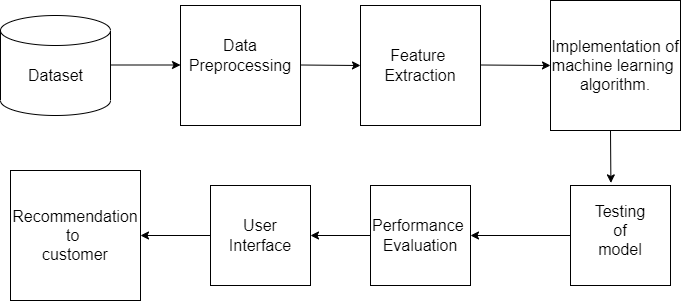 Dataset
Data
Preprocessing
Feature
Extraction
Implementation of
machine learning
algorithm.
Testing
of
model
Performance
Evaluation
User
Interface
Recommendation
to
customer